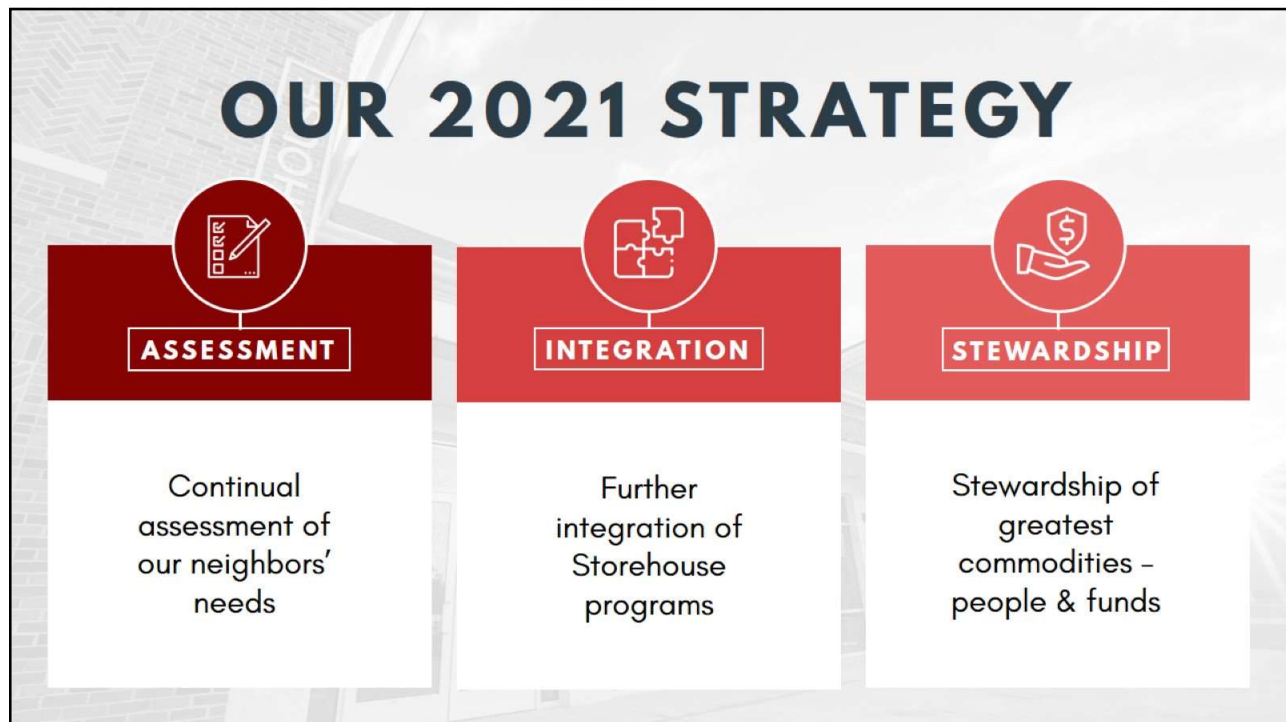 OUR 2021 STRATEGY
ASSESSMENT
Continual
assessment of
our neighbors’
needs
INTEGRATION
Further
integration of
Storehouse
programs
$
STEWARDSHIP
Stewardship of
greatest
commodities –
people & funds